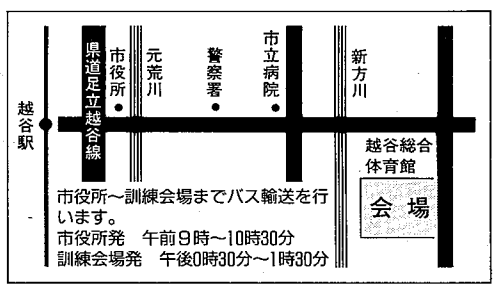 越谷駅
県道足立越谷線
市役所
元荒川
警察署
市立病院
新方川
越谷総合
体育館
会場
市役所～訓練会場までバス輸送を行
います。
市役所発　午前9時～10時30分
訓練会場発　午後0時30分～1時30分